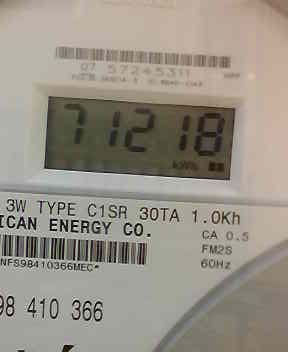 07 57245311
71218
kWh
3W TYPE C1SR 30TA 1.0Kh
ICAN ENERGY CO.
CA 0.5
FM2S
60Hz
NFS98410366MEC*
98 410 366